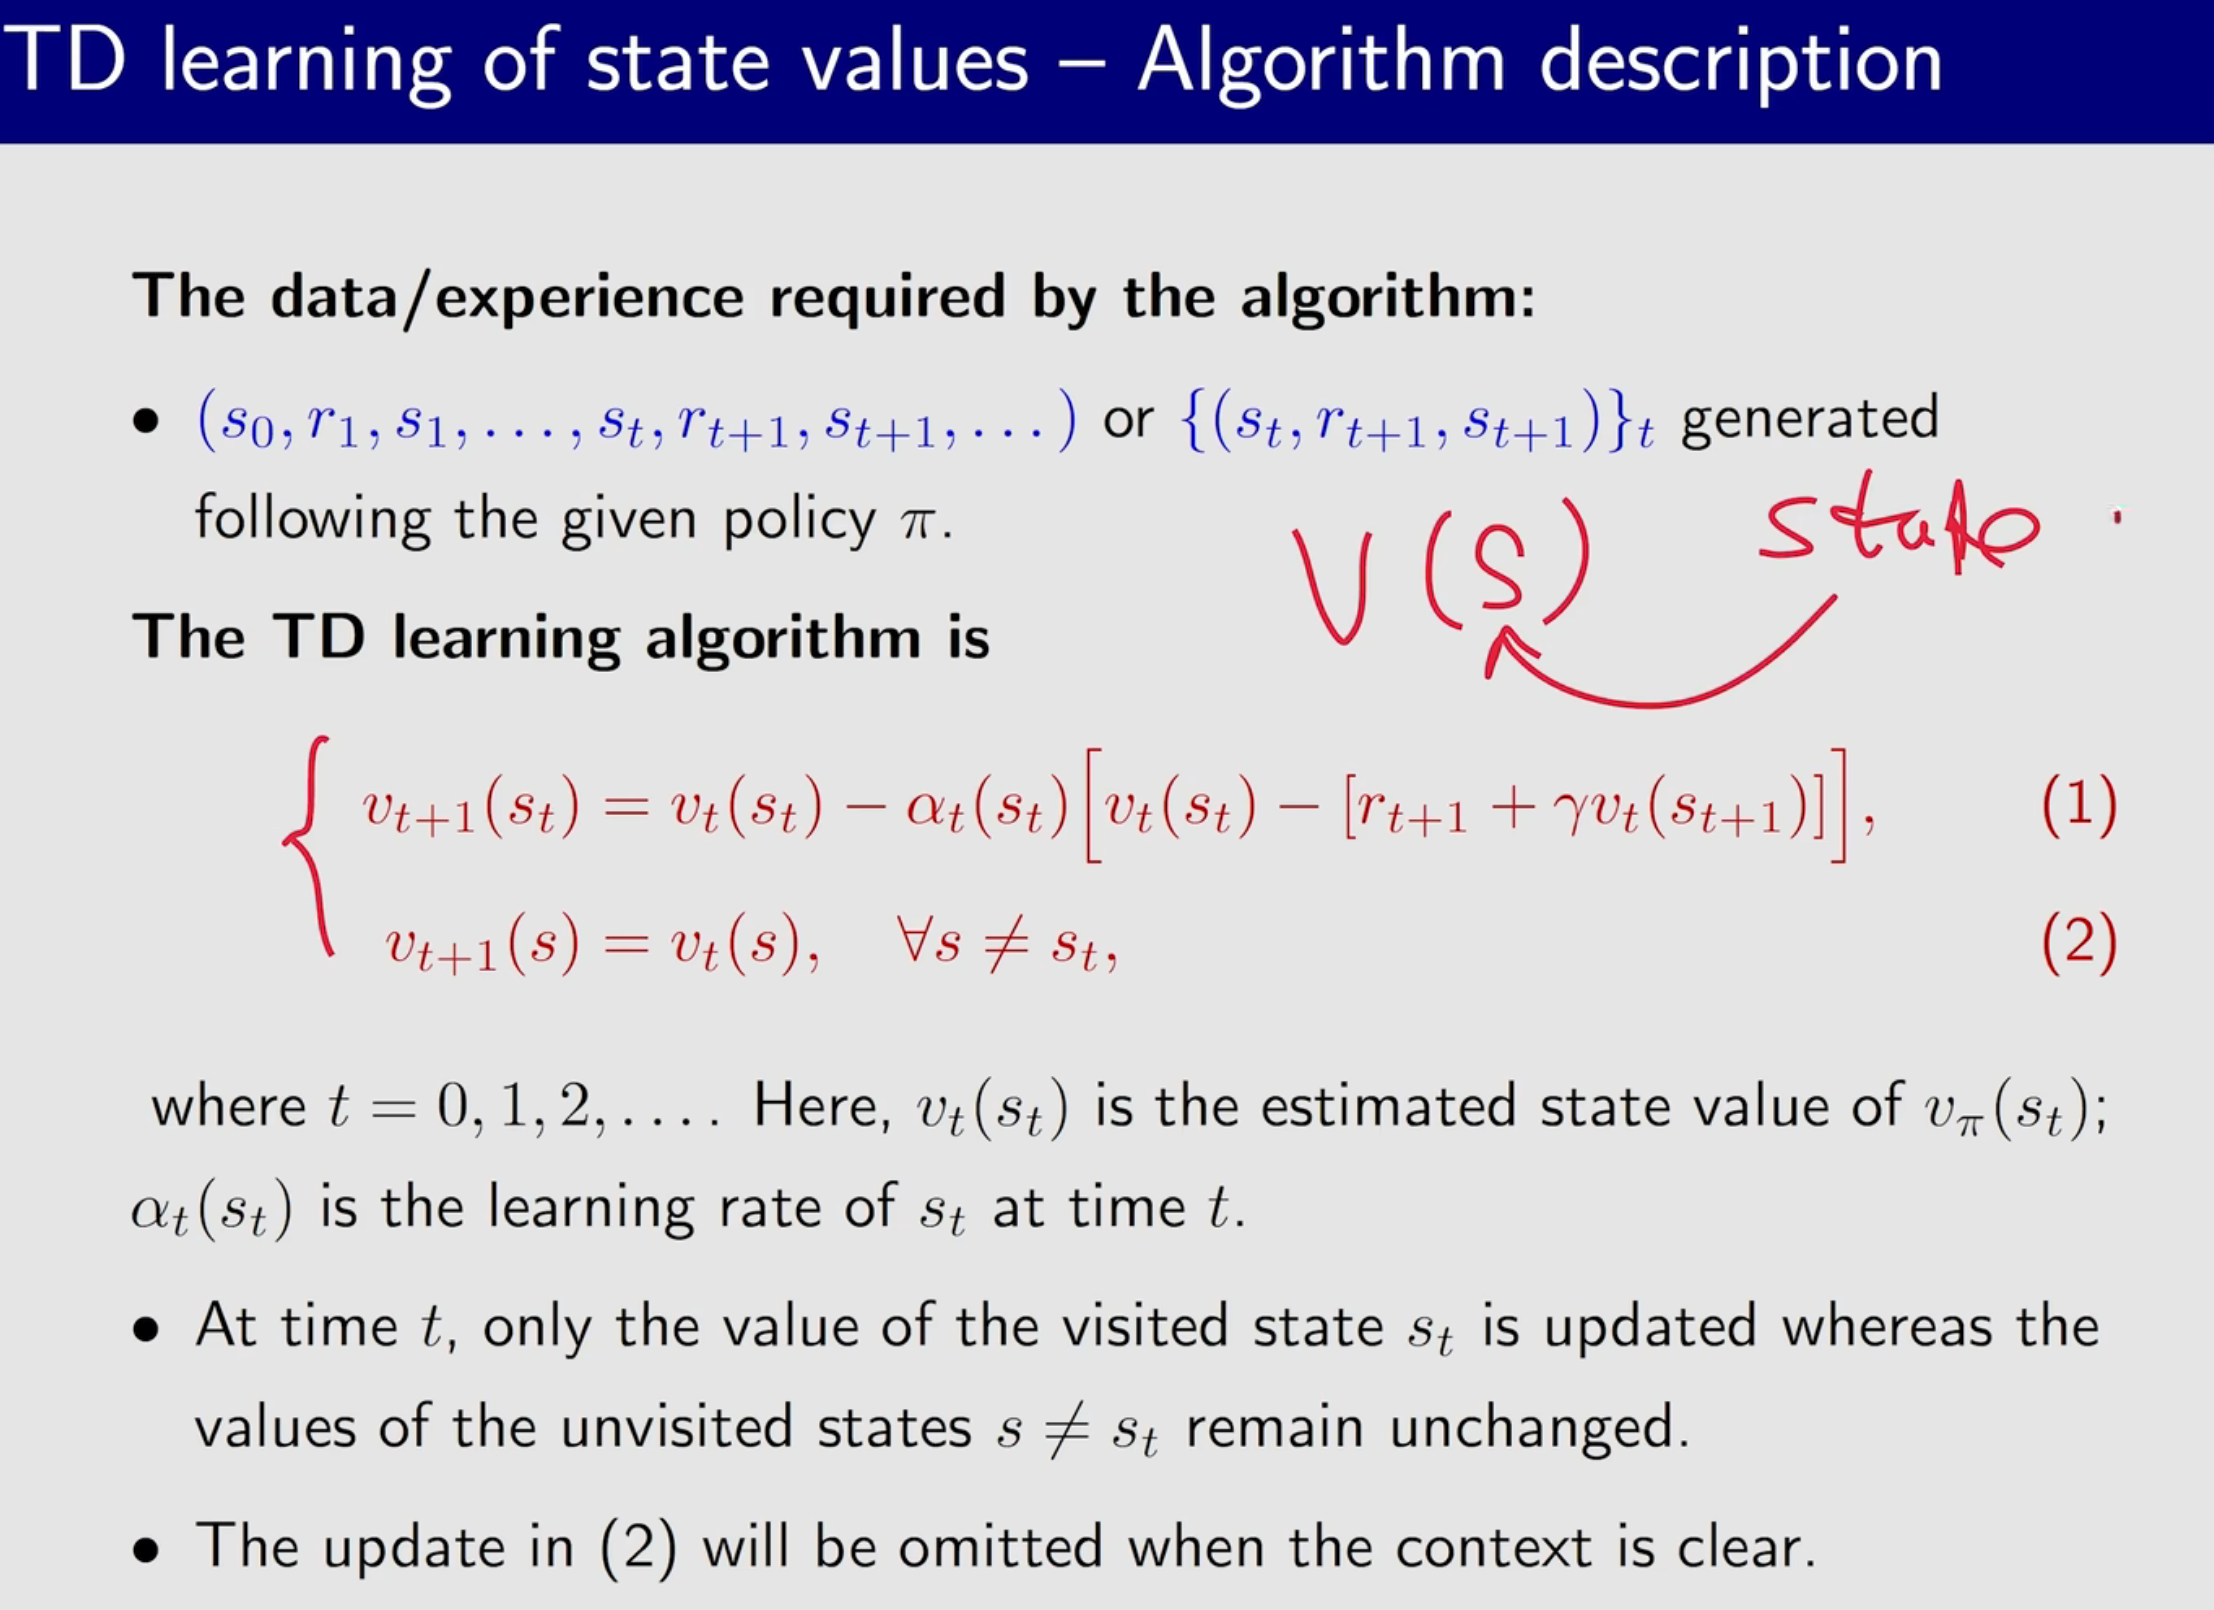 TD learning of state values – Algorithm description
The data/experience required by the algorithm:
• (s₀, r₁, s₁, . . . , sₜ, rₜ₊₁, sₜ₊₁, . . . ) or {(sₜ, rₜ₊₁, sₜ₊₁)}ₜ generated
following the given policy π.
V(S) state
The TD learning algorithm is
vₜ₊₁(sₜ) = vₜ(sₜ) − αₜ(sₜ)[vₜ(sₜ) − [rₜ₊₁ + γvₜ(sₜ₊₁)]], (1)
vₜ₊₁(s) = vₜ(s), ∀s ≠ sₜ, (2)
where t = 0, 1, 2, . . . . Here, vₜ(sₜ) is the estimated state value of v_π(sₜ);
αₜ(sₜ) is the learning rate of sₜ at time t.
• At time t, only the value of the visited state sₜ is updated whereas the
values of the unvisited states s ≠ sₜ remain unchanged.
• The update in (2) will be omitted when the context is clear.